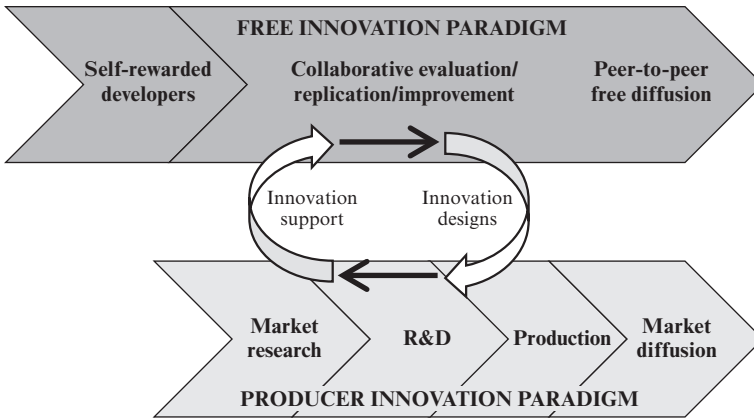 FREE INNOVATION PARADIGM
Self-rewarded
developers
Collaborative evaluation/
replication/improvement
Peer-to-peer
free diffusion
Innovation
support
Innovation
designs
Market
research
R&D
Production
Market
diffusion
PRODUCER INNOVATION PARADIGM